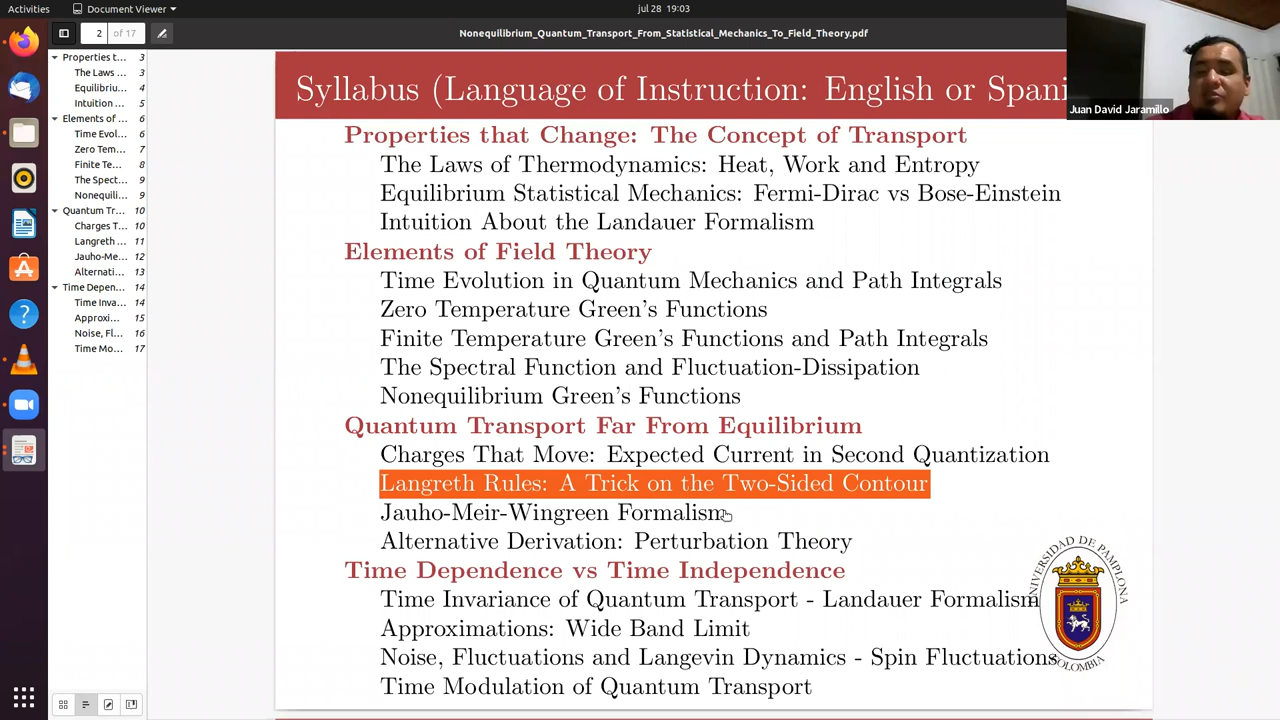 Activities
Document Viewer
jul 28 19:03
2
of 17
Nonequilibrium_Quantum_Transport_From_Statistical_Mechanics_To_Field_Theory.pdf
Juan David Jaramillo
Properties t... 3
The Laws ... 3
Equilibriu... 4
Intuition ... 5
Elements of ... 6
Time Evol... 6
Zero Tem... 7
Finite Te... 8
The Spect... 9
Nonequili... 9
Quantum Tr... 10
Charges T... 10
Langreth ... 11
Jauho-Mei... 12
Alternati... 13
Time Depen... 14
Time Inva... 14
Approxi... 15
Noise, Fl... 16
Time Mo... 17
Syllabus (Language of Instruction: English or Spani
Properties that Change: The Concept of Transport
The Laws of Thermodynamics: Heat, Work and Entropy
Equilibrium Statistical Mechanics: Fermi-Dirac vs Bose-Einstein
Intuition About the Landauer Formalism
Elements of Field Theory
Time Evolution in Quantum Mechanics and Path Integrals
Zero Temperature Green's Functions
Finite Temperature Green's Functions and Path Integrals
The Spectral Function and Fluctuation-Dissipation
Nonequilibrium Green's Functions
Quantum Transport Far From Equilibrium
Charges That Move: Expected Current in Second Quantization
Langreth Rules: A Trick on the Two-Sided Contour
Jauho-Meir-Wingreen Formalism
Alternative Derivation: Perturbation Theory
Time Dependence vs Time Independence
Time Invariance of Quantum Transport - Landauer Formalism
Approximations: Wide Band Limit
Noise, Fluctuations and Langevin Dynamics - Spin Fluctuations
Time Modulation of Quantum Transport
UNIVERSIDAD DE PAMPLONA
COLOMBIA